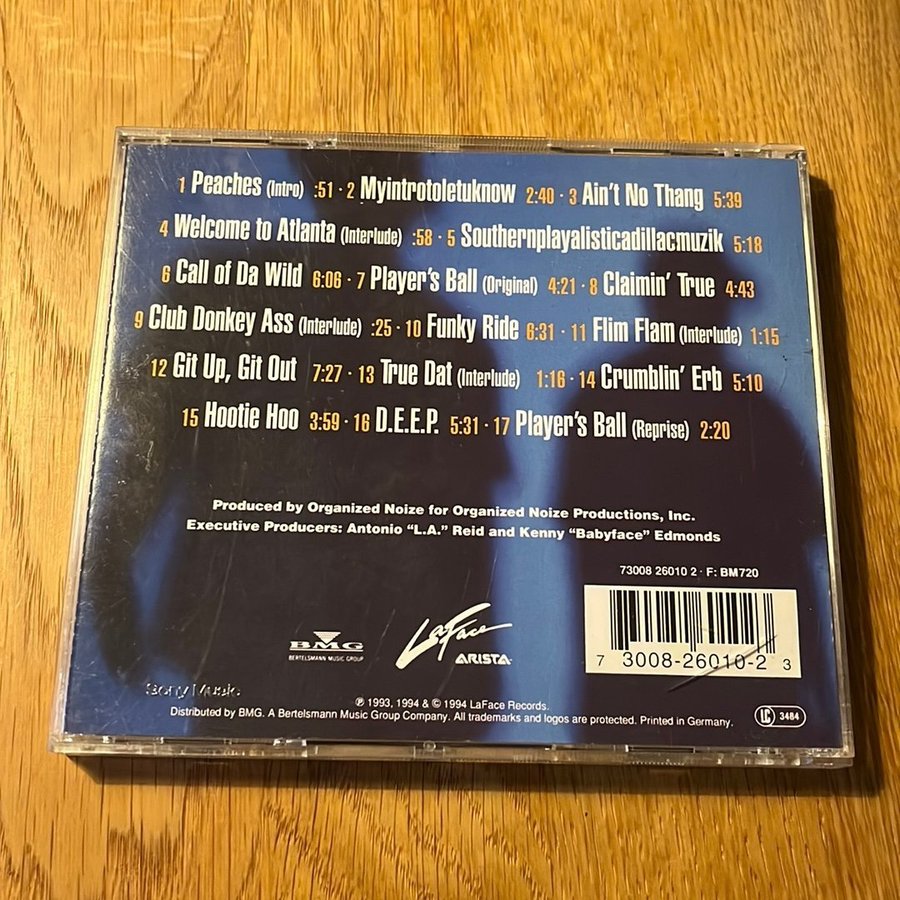 1 Peaches (Intro) :51 · 2 Myintrotoletuknow 2:40 · 3 Ain't No Thang 5:39
4 Welcome to Atlanta (Interlude) :58 · 5 Southernplayalisticadillacmuzik 5:18
6 Call of Da Wild 6:06 · 7 Player's Ball (Original) 4:21 · 8 Claimin' True 4:43
9 Club Donkey Ass (Interlude) :25 · 10 Funky Ride 6:31 · 11 Flim Flam (Interlude) 1:15
12 Git Up, Git Out 7:27 · 13 True Dat (Interlude) 1:16 · 14 Crumblin' Erb 5:10
15 Hootie Hoo 3:59 · 16 D.E.E.P. 5:31 · 17 Player's Ball (Reprise) 2:20
Produced by Organized Noize for Organized Noize Productions, Inc.
Executive Producers: Antonio "L.A." Reid and Kenny "Babyface" Edmonds
73008 26010 2 · F: BM720
7 73008-26010-2 3
BMG
BERTELSMANN MUSIC GROUP
LaFace
ARISTA
Sony Music
℗ 1993, 1994 & © 1994 LaFace Records.
Distributed by BMG. A Bertelsmann Music Group Company. All trademarks and logos are protected. Printed in Germany.
LC 3484